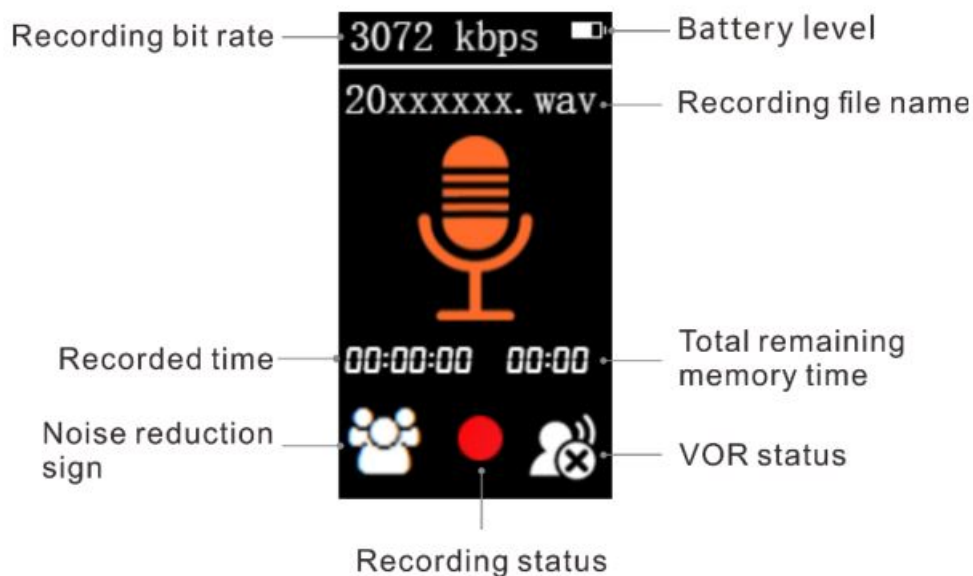 Recording bit rate
3072 kbps
Battery level
20xxxxxx.wav
Recording file name
Recorded time
00:00:00
00:00
Total remaining
memory time
Noise reduction
sign
VOR status
Recording status